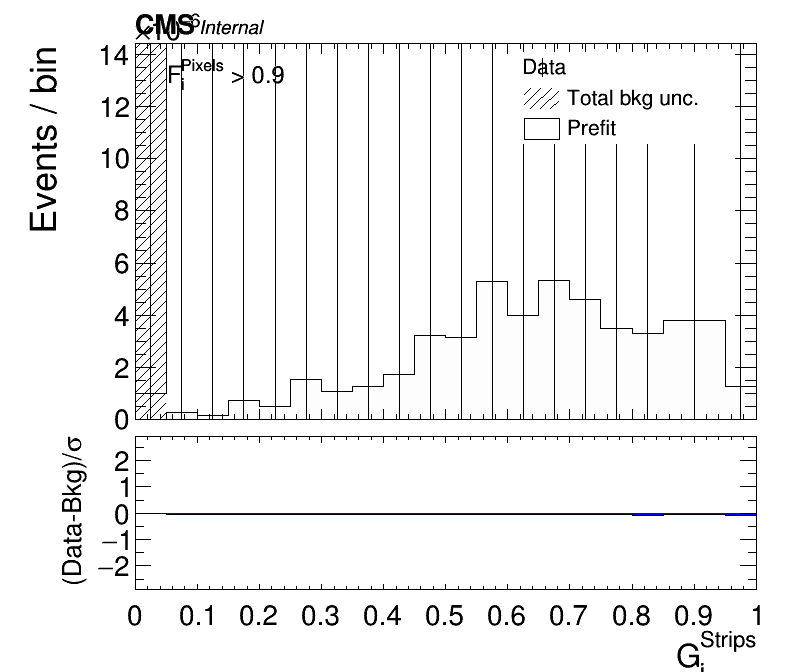 CMS Internal
×10⁻⁶
F_i^Pixels > 0.9
Data
Total bkg unc.
Prefit
Events / bin
14
12
10
8
6
4
2
0
(Data-Bkg)/σ
2
1
0
−1
−2
0 0.1 0.2 0.3 0.4 0.5 0.6 0.7 0.8 0.9 1
G_i^Strips